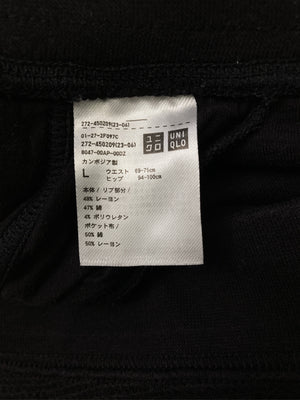 272-450209(23-06)
01-27-2F097C
272-450209(23-06)
8047-00AP-00DZ
カンボジア製
L ウエスト 69-71cm
ヒップ 94-100cm
ユニ
クロ
UNI
QLO
本体 / リブ部分 /
49% レーヨン
47% 綿
4% ポリウレタン
ポケット布 /
50% 綿
50% レーヨン